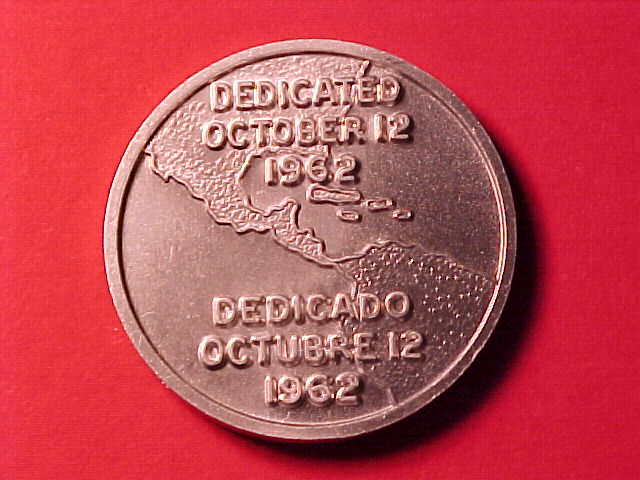 DEDICATED
OCTOBER 12
1962
DEDICADO
OCTUBRE 12
1962